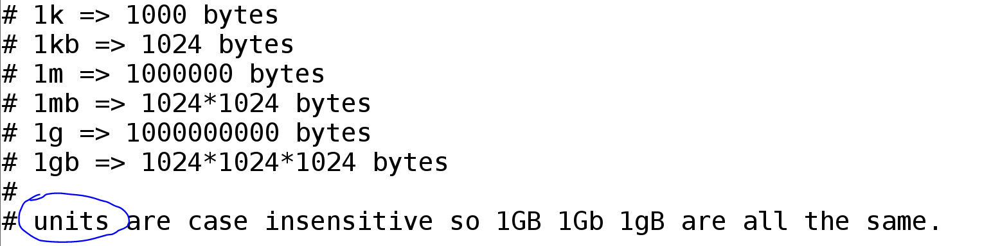 # 1k => 1000 bytes
# 1kb => 1024 bytes
# 1m => 1000000 bytes
# 1mb => 1024*1024 bytes
# 1g => 1000000000 bytes
# 1gb => 1024*1024*1024 bytes
#
# units are case insensitive so 1GB 1Gb 1gB are all the same.